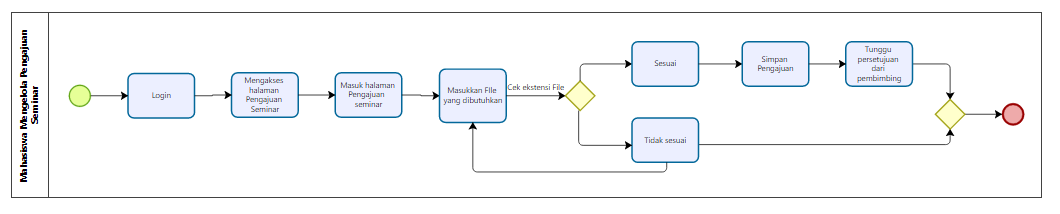 Mahasiswa Mengelola Pengajuan
Seminar
Login
Mengakses
halaman
Pengajuan
Seminar
Masuk halaman
Pengajuan
seminar
Masukkan FIle
yang dibutuhkan
Cek ekstensi File
Sesuai
Simpan
Pengajuan
Tunggu
persetujuan
dari
pembimbing
Tidak sesuai